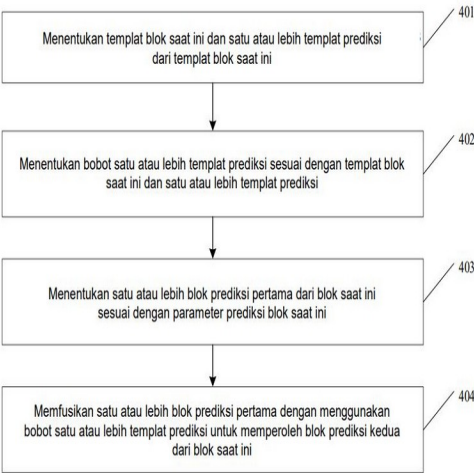 401
Menentukan templat blok saat ini dan satu atau lebih templat prediksi
dari templat blok saat ini
402
Menentukan bobot satu atau lebih templat prediksi sesuai dengan templat blok
saat ini dan satu atau lebih templat prediksi
403
Menentukan satu atau lebih blok prediksi pertama dari blok saat ini
sesuai dengan parameter prediksi blok saat ini
404
Memfusikan satu atau lebih blok prediksi pertama dengan menggunakan
bobot satu atau lebih templat prediksi untuk memperoleh blok prediksi kedua
dari blok saat ini